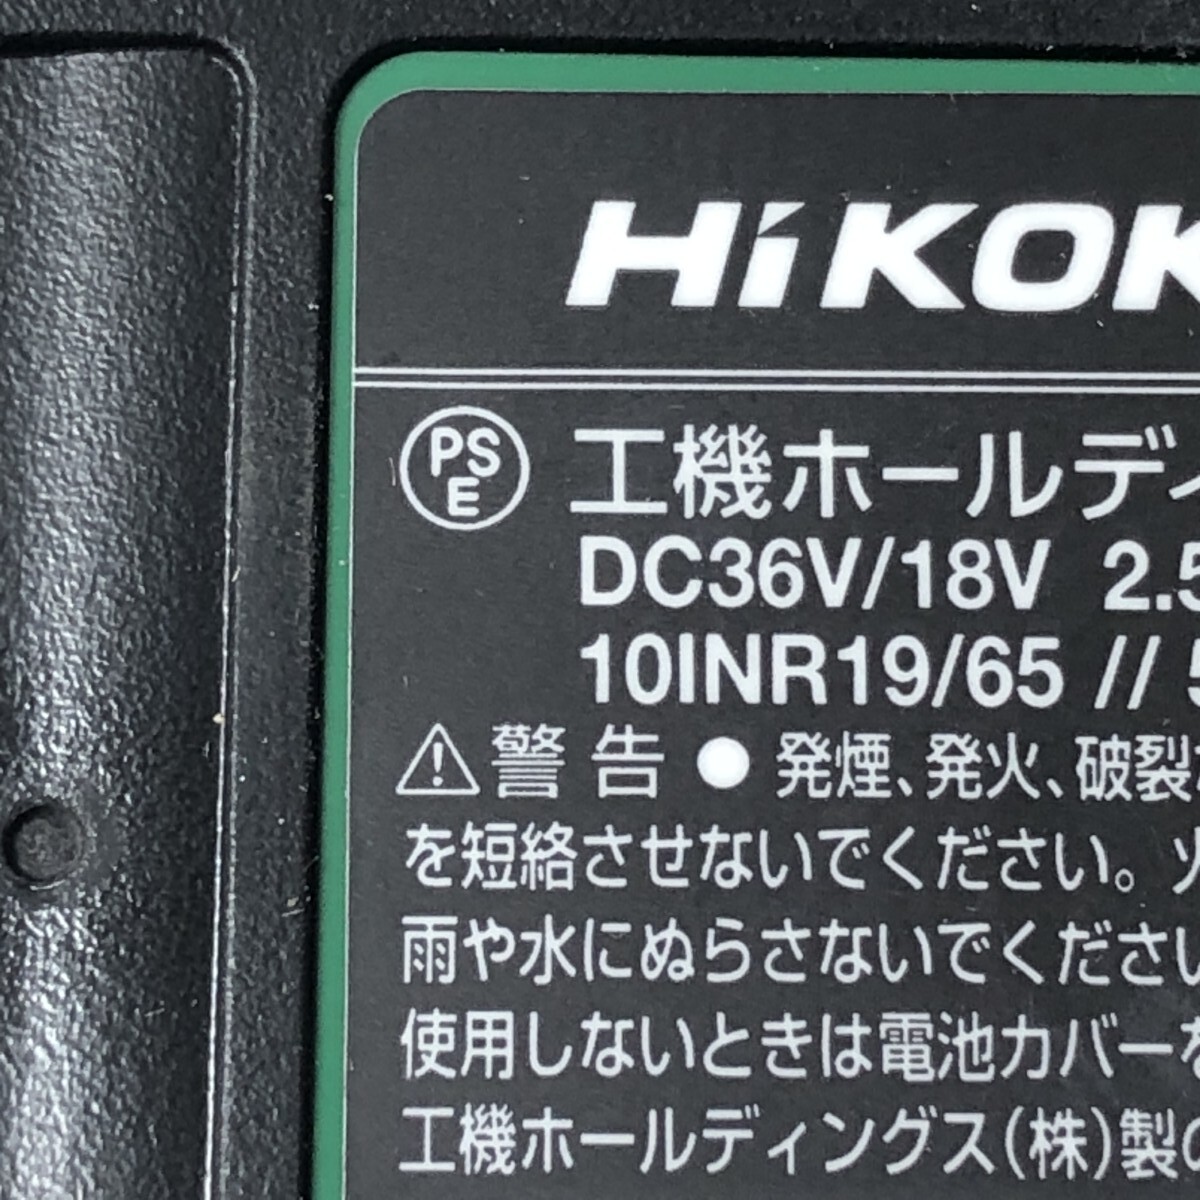 HiKOK
PS
E
工機ホールディ
DC36V/18V 2.5
10INR19/65 // 5
警告 ● 発煙、発火、破裂
を短絡させないでください。火
雨や水にぬらさないでください
使用しないときは電池カバーを
工機ホールディングス(株)製の